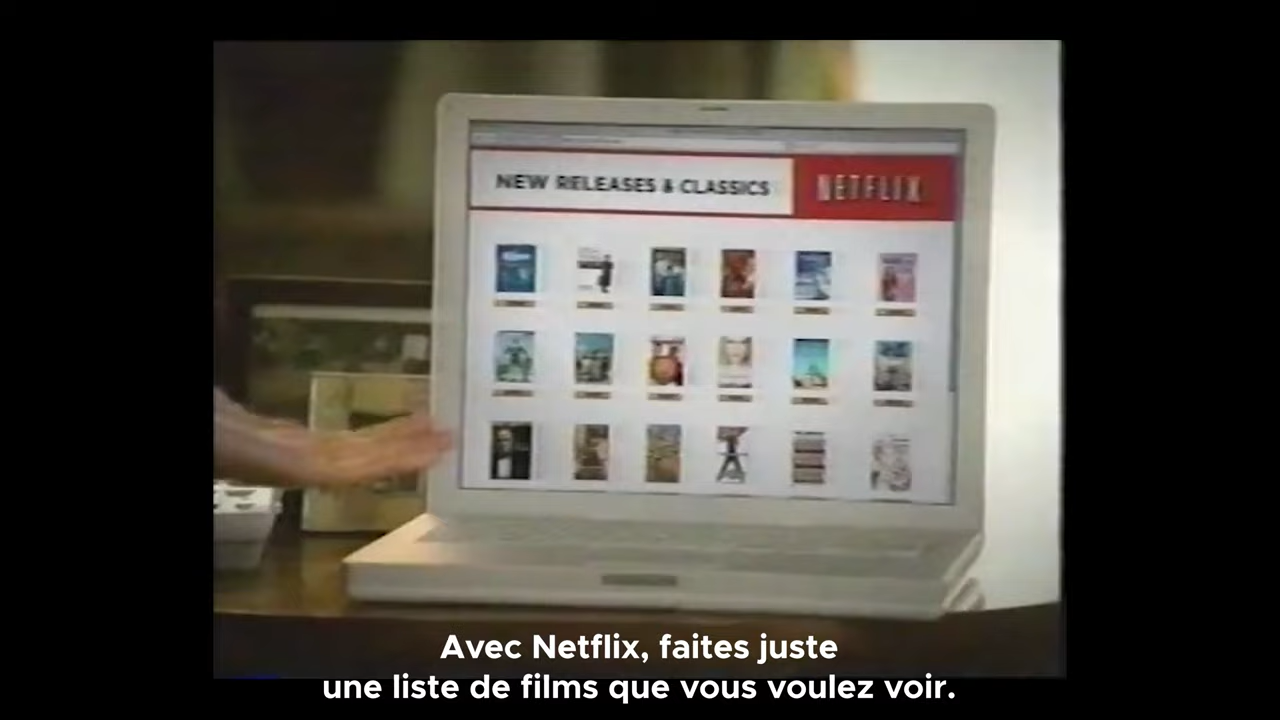 NEW RELEASES & CLASSICS
NETFLIX
Avec Netflix, faites juste
une liste de films que vous voulez voir.